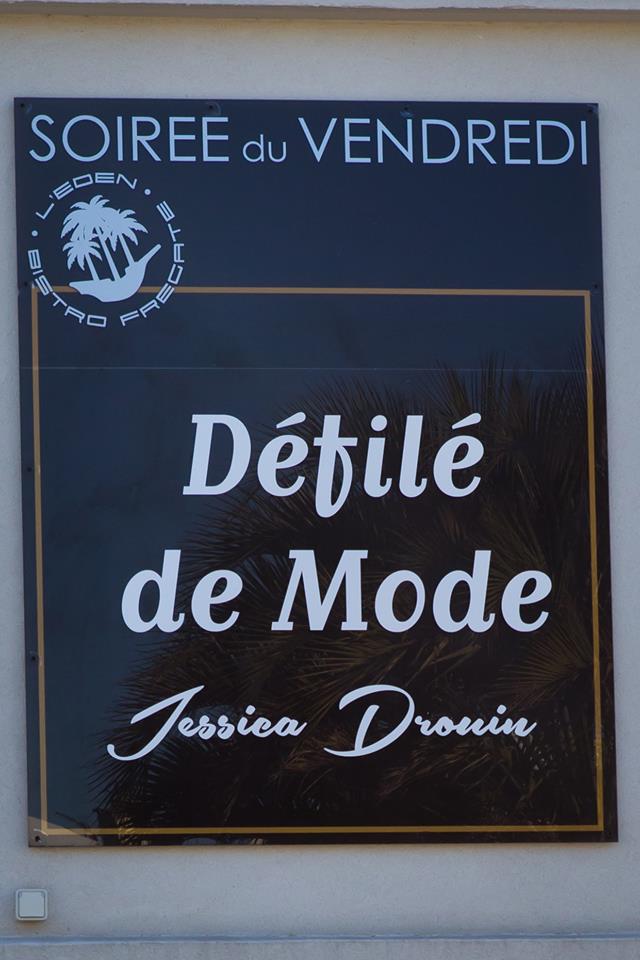 SOIREE du VENDREDI
• L'EDEN •
BISTRO FREGATE
Défilé
de Mode
Jessica Drouin